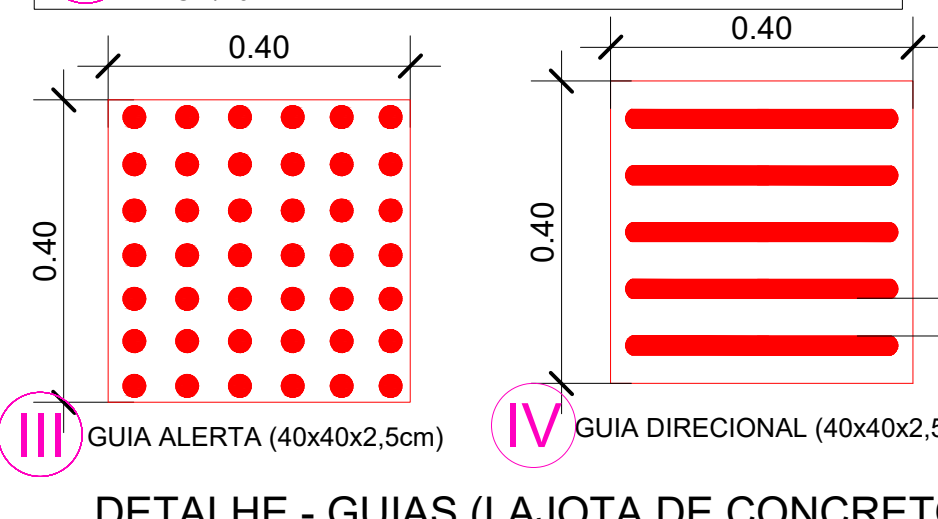 0.40
0.40
0.40
0.40
III GUIA ALERTA (40x40x2,5cm)
IV GUIA DIRECIONAL (40x40x2,5
DETALHE - GUIAS (LAJOTA DE CONCRETO